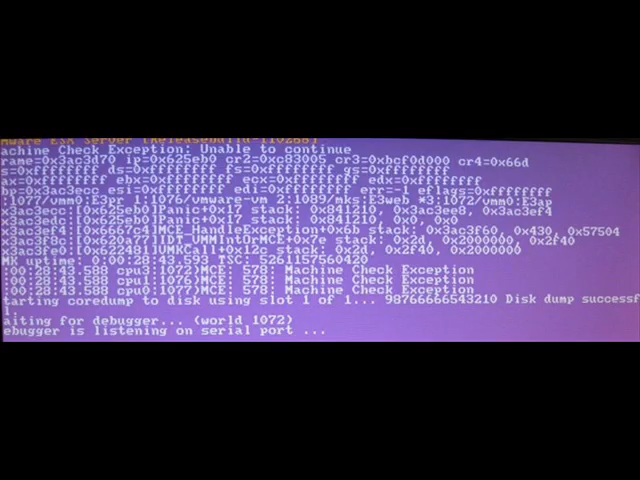 mware ESX Server [Releasebuild-110268]
achine Check Exception: Unable to continue
rame=0x3ac3d70 ip=0x625eb0 cr2=0xc83005 cr3=0xbcf0d000 cr4=0x66d
s=0xffffffff ds=0xffffffff fs=0xffffffff gs=0xffffffff
ax=0xffffffff ebx=0xffffffff ecx=0xffffffff edx=0xffffffff
bp=0x3ac3ecc esi=0xffffffff edi=0xffffffff err=-1 eflags=0xffffffff
:1077/vmm0:E3pr 1:1076/vmware-vm 2:1089/mks:E3web *3:1072/vmm0:E3ap
x3ac3ecc:[0x625eb0]Panic+0x17 stack: 0x841210, 0x3ac3ee8, 0x3ac3ef4
x3ac3edc:[0x625eb0]Panic+0x17 stack: 0x841210, 0x0, 0x0
x3ac3ef4:[0x6667c4]MCE_HandleException+0x6b stack: 0x3ac3f60, 0x430, 0x57504
x3ac3f8c:[0x620a77]IDT_VMMIntOrMCE+0x7e stack: 0x2d, 0x2000000, 0x2f40
x3ac3fe0:[0x622481]VMKCall+0x12c stack: 0x2d, 0x2f40, 0x2000000
MK uptime: 0:00:28:43.593 TSC: 5261157560420
:00:28:43.588 cpu3:1072)MCE: 578: Machine Check Exception
:00:28:43.588 cpu1:1076)MCE: 578: Machine Check Exception
:00:28:43.588 cpu0:1077)MCE: 578: Machine Check Exception
tarting coredump to disk using slot 1 of 1... 98766666543210 Disk dump successf
l.
aiting for debugger... (world 1072)
ebugger is listening on serial port ...